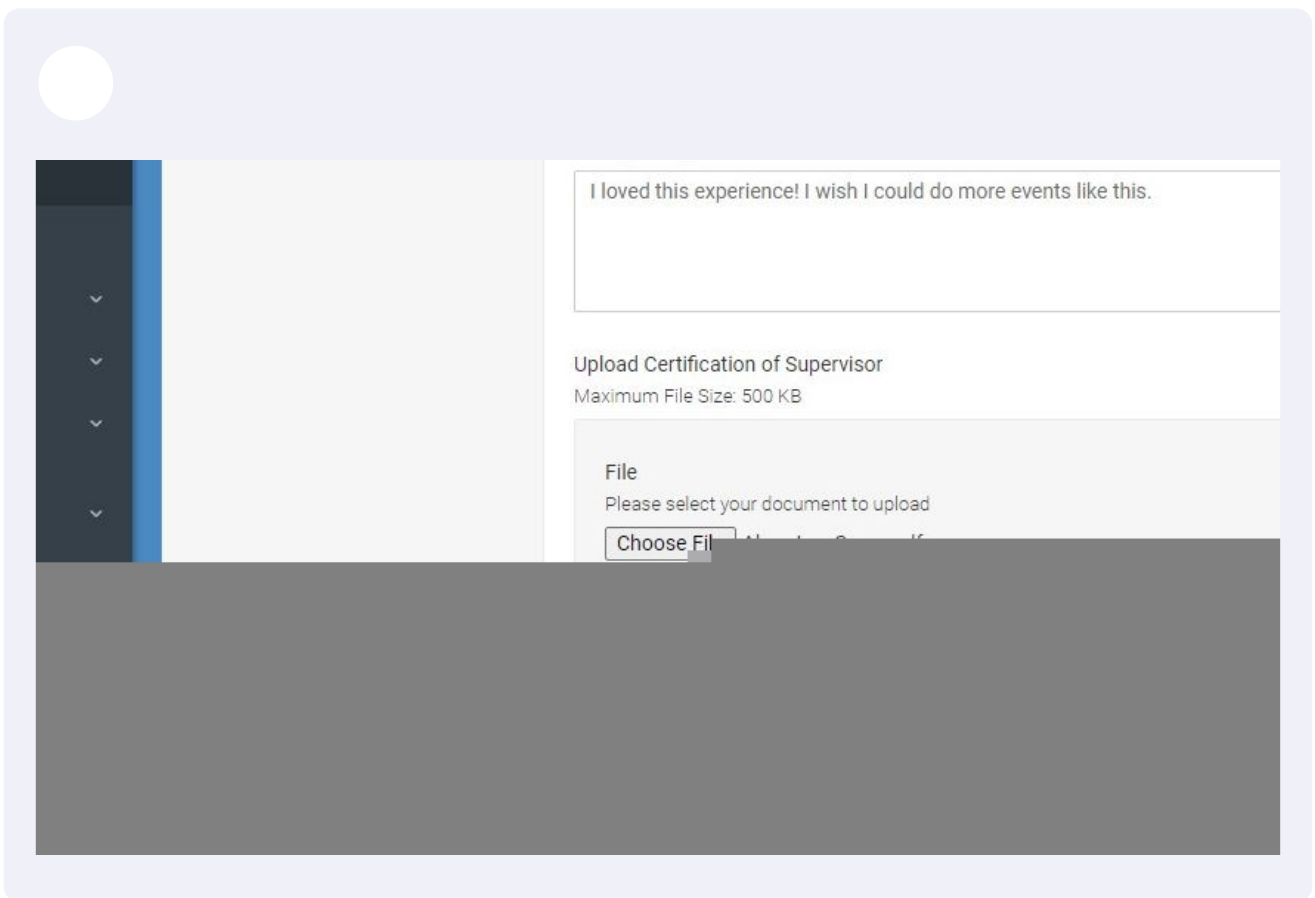 I loved this experience! I wish I could do more events like this.
Upload Certification of Supervisor
Maximum File Size: 500 KB
File
Please select your document to upload
Choose